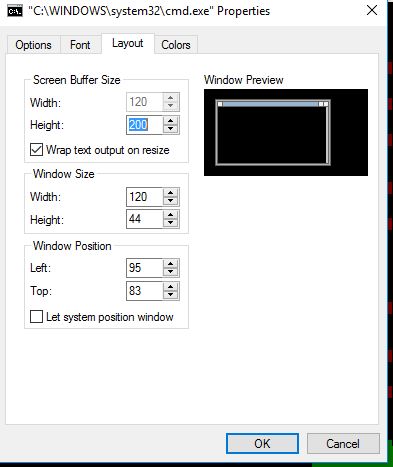 "C:\WINDOWS\system32\cmd.exe" Properties
Options Font Layout Colors
Screen Buffer Size
Width: 120
Height: 200
Wrap text output on resize
Window Size
Width: 120
Height: 44
Window Position
Left: 95
Top: 83
Let system position window
Window Preview
OK Cancel